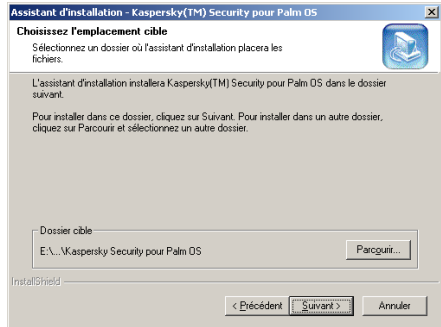 Assistant d'installation - Kaspersky(TM) Security pour Palm OS
Choisissez l'emplacement cible
Sélectionnez un dossier où l'assistant d'installation placera les
fichiers.
L'assistant d'installation installera Kaspersky(TM) Security pour Palm OS dans le dossier
suivant.
Pour installer dans ce dossier, cliquez sur Suivant. Pour installer dans un autre dossier,
cliquez sur Parcourir et sélectionnez un autre dossier.
Dossier cible
E:\...\Kaspersky Security pour Palm OS
Parcourir...
InstallShield
< Précédent
Suivant >
Annuler